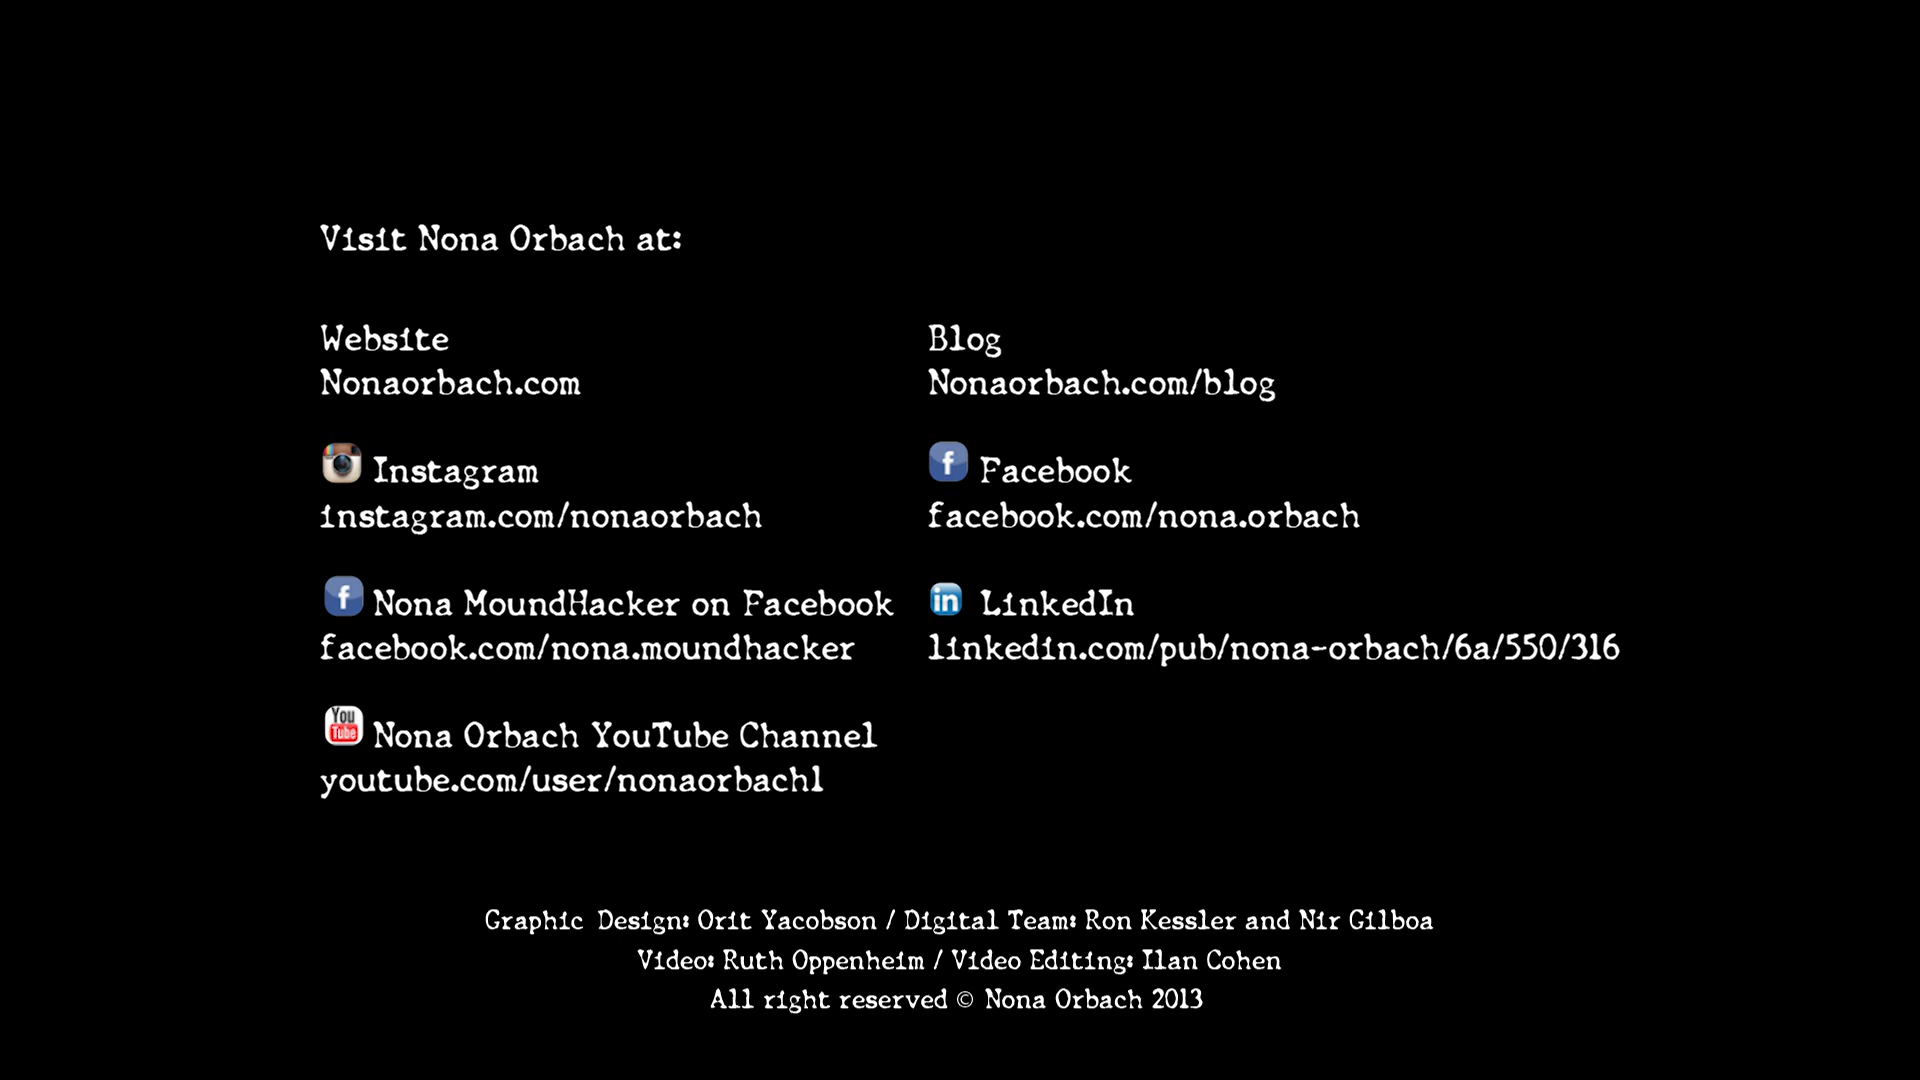 Visit Nona Orbach at:
Website
Nonaorbach.com
Blog
Nonaorbach.com/blog
Instagram
instagram.com/nonaorbach
f Facebook
facebook.com/nona.orbach
f Nona MoundHacker on Facebook
facebook.com/nona.moundhacker
in LinkedIn
linkedin.com/pub/nona-orbach/6a/550/316
You
Tube
Nona Orbach YouTube Channel
youtube.com/user/nonaorbach1
Graphic Design: Orit Yacobson / Digital Team: Ron Kessler and Nir Gilboa
Video: Ruth Oppenheim / Video Editing: Ilan Cohen
All right reserved © Nona Orbach 2013